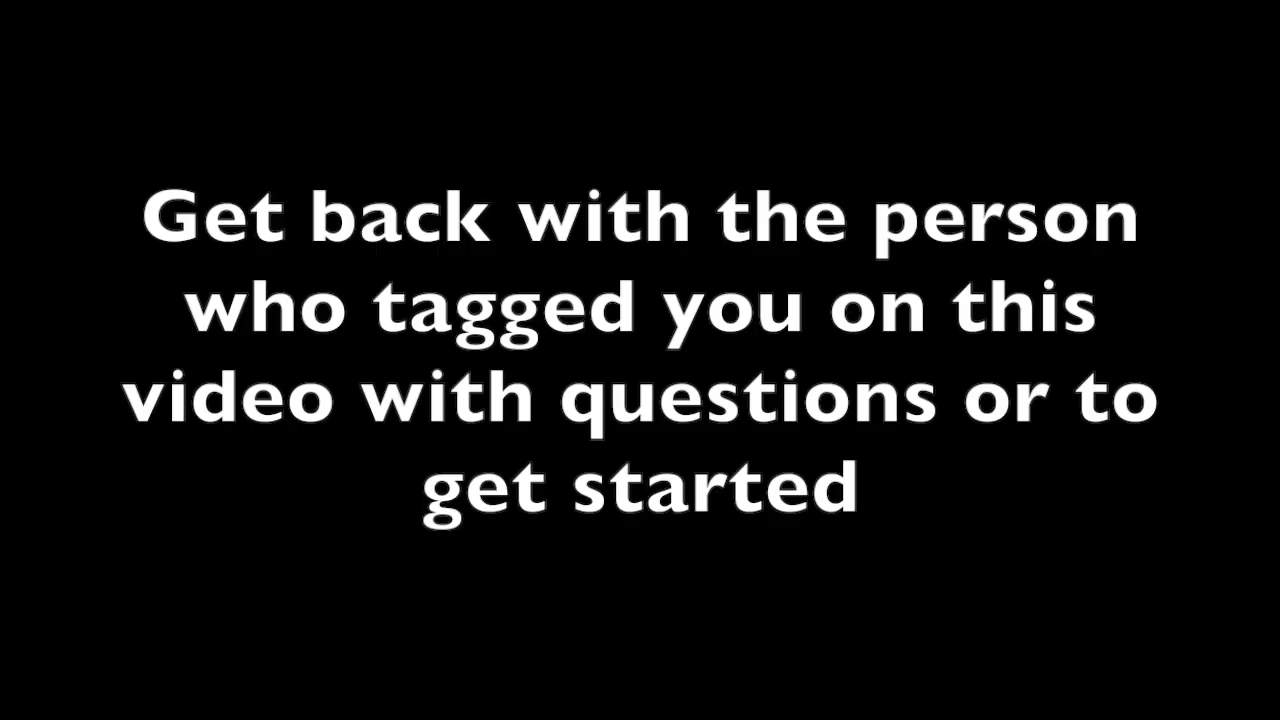 Get back with the person
who tagged you on this
video with questions or to
get started